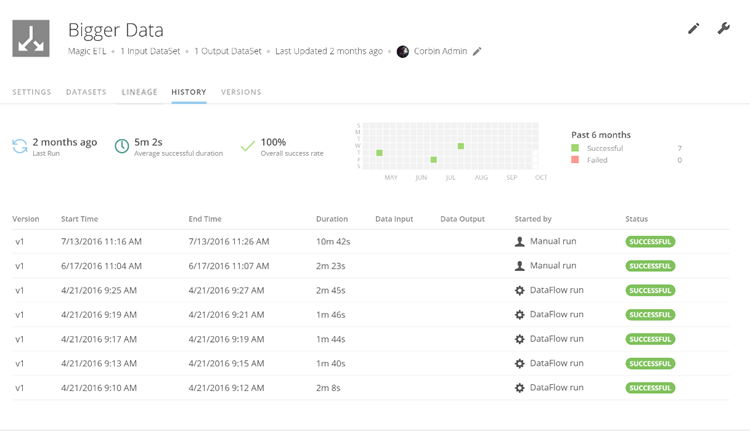 Bigger Data
Magic ETL • 1 Input DataSet • 1 Output DataSet • Last Updated 2 months ago • Corbin Admin
SETTINGS DATASETS LINEAGE HISTORY VERSIONS
2 months ago
Last Run
5m 2s
Average successful duration
100%
Overall success rate
S
M
T
W
T
F
S
MAY JUN JUL AUG SEP OCT
Past 6 months
Successful 7
Failed 0
Version Start Time End Time Duration Data Input Data Output Started by Status
v1 7/13/2016 11:16 AM 7/13/2016 11:26 AM 10m 42s Manual run SUCCESSFUL
v1 6/17/2016 11:04 AM 6/17/2016 11:07 AM 2m 23s Manual run SUCCESSFUL
v1 4/21/2016 9:25 AM 4/21/2016 9:27 AM 2m 45s DataFlow run SUCCESSFUL
v1 4/21/2016 9:19 AM 4/21/2016 9:21 AM 1m 46s DataFlow run SUCCESSFUL
v1 4/21/2016 9:17 AM 4/21/2016 9:19 AM 1m 44s DataFlow run SUCCESSFUL
v1 4/21/2016 9:13 AM 4/21/2016 9:15 AM 1m 40s DataFlow run SUCCESSFUL
v1 4/21/2016 9:10 AM 4/21/2016 9:12 AM 2m 8s DataFlow run SUCCESSFUL